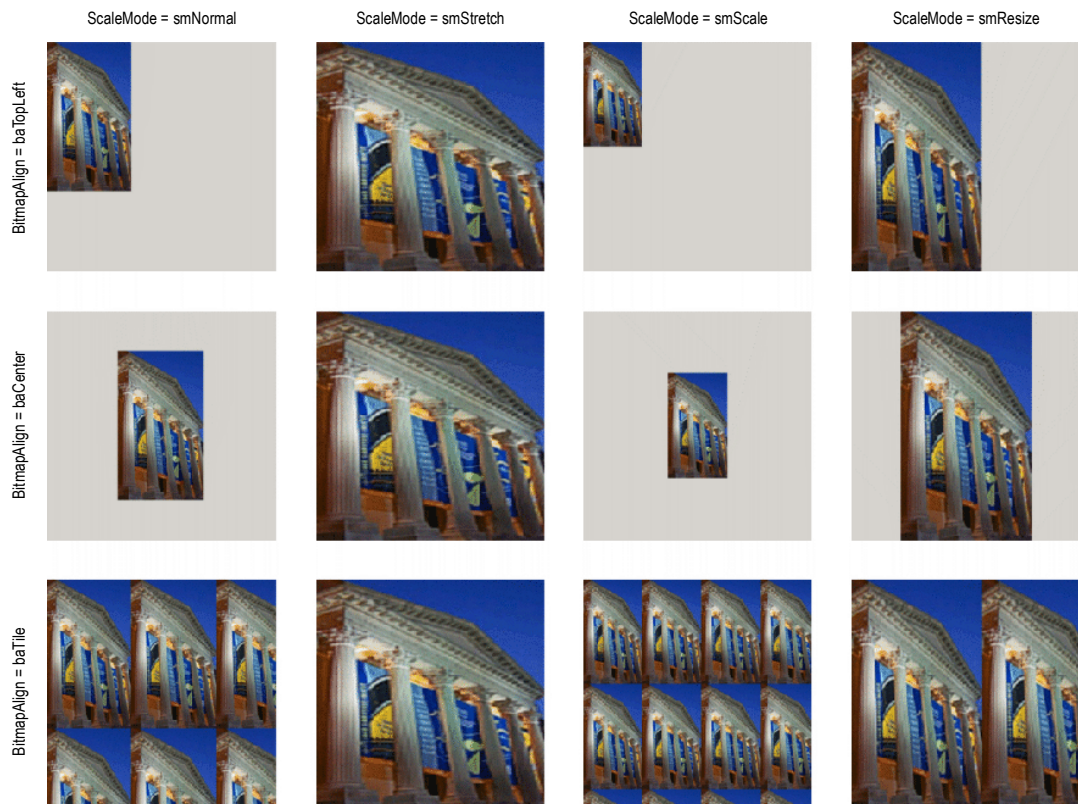 ScaleMode = smNormal
ScaleMode = smStretch
ScaleMode = smScale
ScaleMode = smResize
BitmapAlign = baTopLeft
BitmapAlign = baCenter
BitmapAlign = baTile